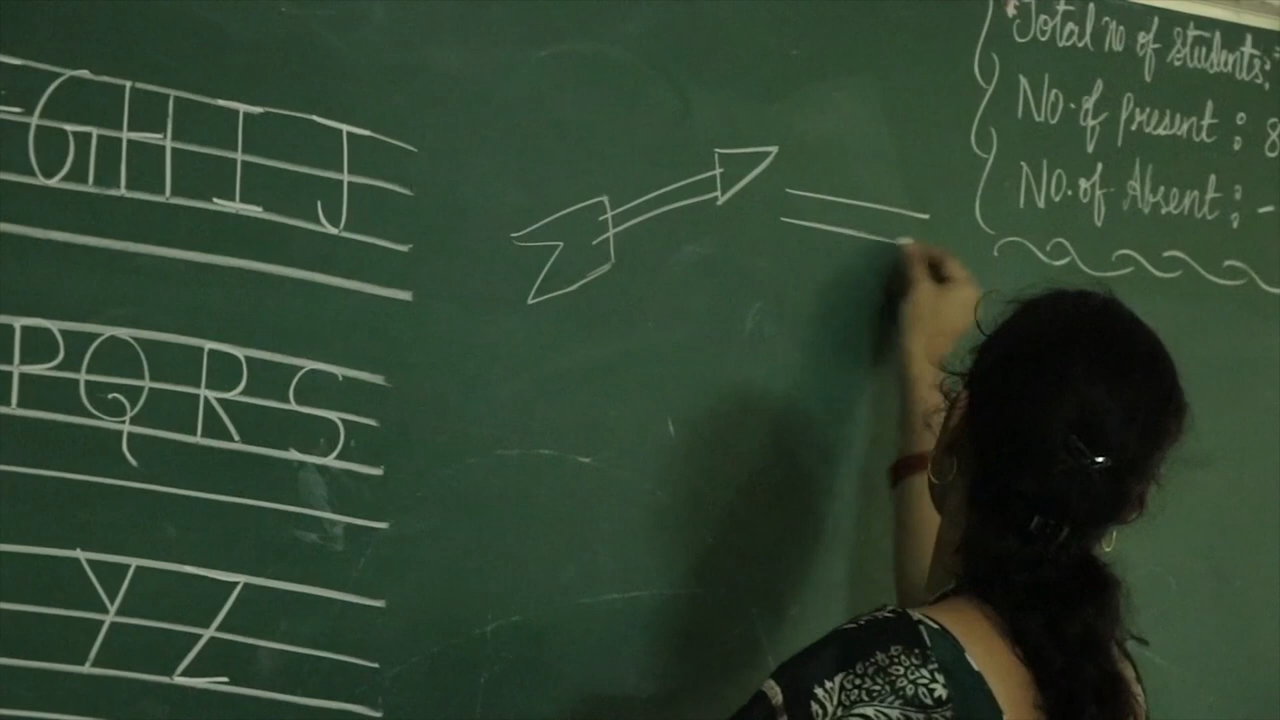 GHIJ
PQRS
YZ
Total no of students:
No. of Present : 8
No. of Absent : -